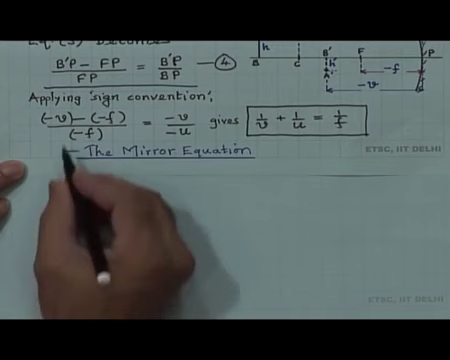 Eq. (3) becomes
B'P - FP / FP = B'P / BP — ④
Applying 'sign convention',
(-v) - (-f) / (-f) = -v / -u gives 1/v + 1/u = 1/f
— The Mirror Equation
h
B
C
B'
h'
A'
F
P
-f
-v
ETSC, IIT DELHI
ETSC, IIT DELHI